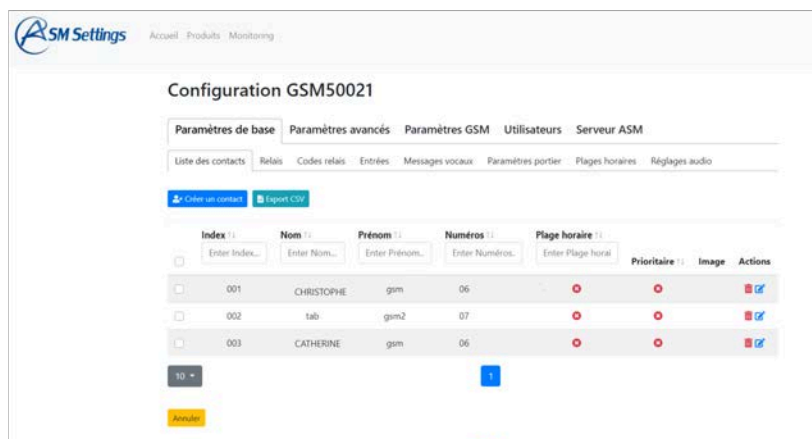 ASM Settings Accueil Produits Monitoring
Configuration GSM50021
Paramètres de base Paramètres avancés Paramètres GSM Utilisateurs Serveur ASM
Liste des contacts Relais Codes relais Entrées Messages vocaux Paramètres portier Plages horaires Réglages audio
Créer un contact Export CSV
Index Nom Prénom Numéros Plage horaire
Enter Index... Enter Nom... Enter Prénom.. Enter Numéros. Enter Plage horai
Prioritaire Image Actions
001 CHRISTOPHE gsm 06
002 tab gsm2 07
003 CATHERINE gsm 06
10 1
Annuler